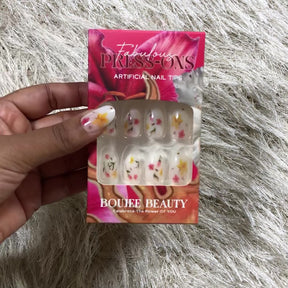 Fabulous
PRESS-ONS
ARTIFICIAL NAIL TIPS
BOUJEE BEAUTY
Celebrate The Power Of YOU